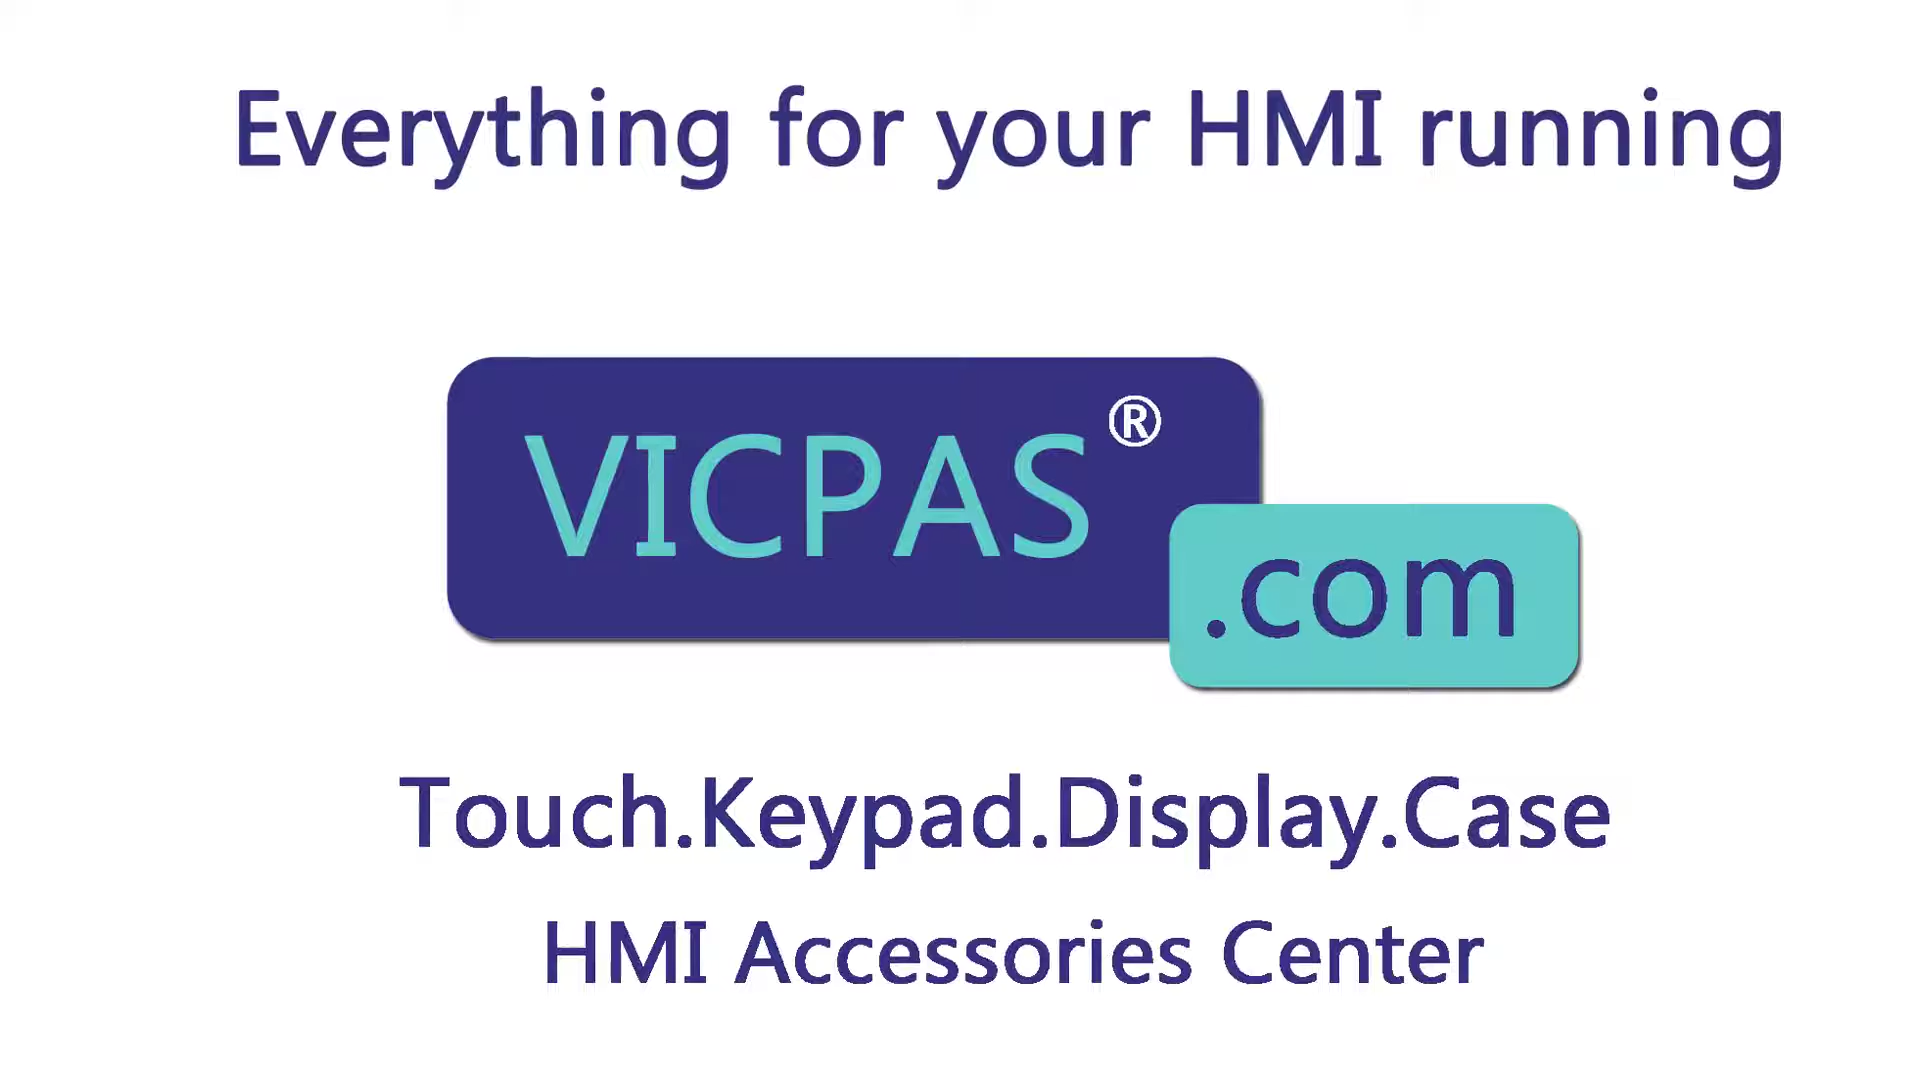 Everything for your HMI running
VICPAS®
.com
Touch.Keypad.Display.Case
HMI Accessories Center